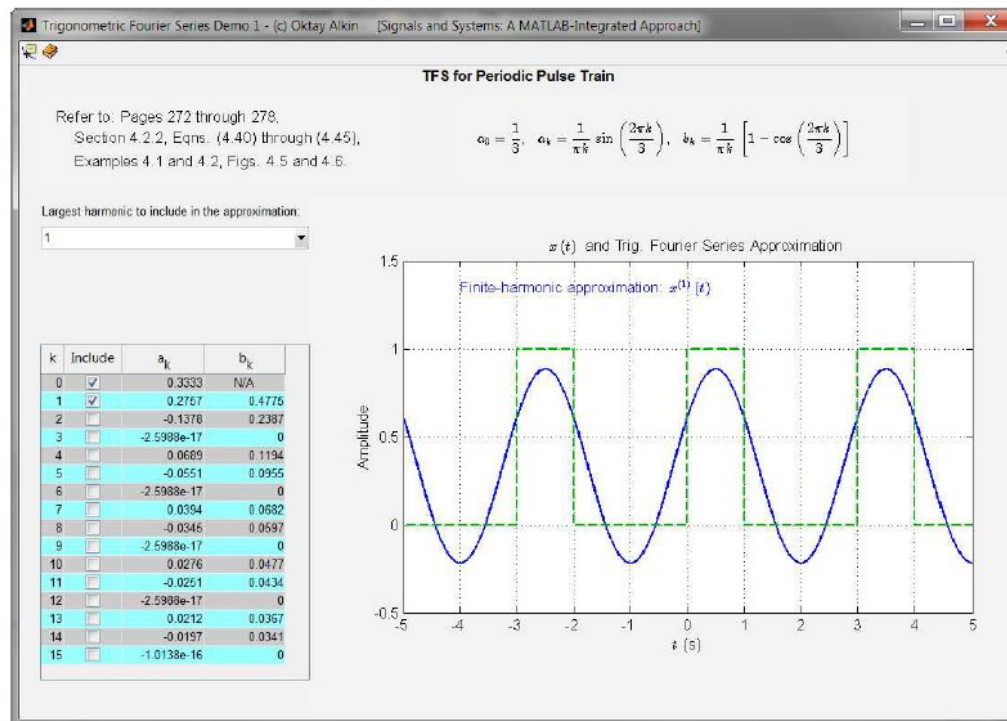 Trigonometric Fourier Series Demo 1 - (c) Oktay Alkin [Signals and Systems: A MATLAB-Integrated Approach]
TFS for Periodic Pulse Train
Refer to: Pages 272 through 278,
Section 4.2.2, Eqns. (4.40) through (4.45),
Examples 4.1 and 4.2, Figs. 4.5 and 4.6.
a₀ = 1/3, aₖ = 1/(πk) sin (2πk/3), bₖ = 1/(πk) [1 − cos (2πk/3)]
Largest harmonic to include in the approximation:
1
k Include aₖ bₖ
0 0.3333 N/A
1 0.2757 0.4775
2 -0.1378 0.2387
3 -2.5988e-17 0
4 0.0689 0.1194
5 -0.0551 0.0955
6 -2.5988e-17 0
7 0.0394 0.0682
8 -0.0345 0.0597
9 -2.5988e-17 0
10 0.0276 0.0477
11 -0.0251 0.0434
12 -2.5988e-17 0
13 0.0212 0.0367
14 -0.0197 0.0341
15 -1.0138e-16 0
x(t) and Trig. Fourier Series Approximation
Finite-harmonic approximation: x⁽¹⁾(t)
Amplitude
1.5
1
0.5
0
-0.5
-5 -4 -3 -2 -1 0 1 2 3 4 5
t (s)